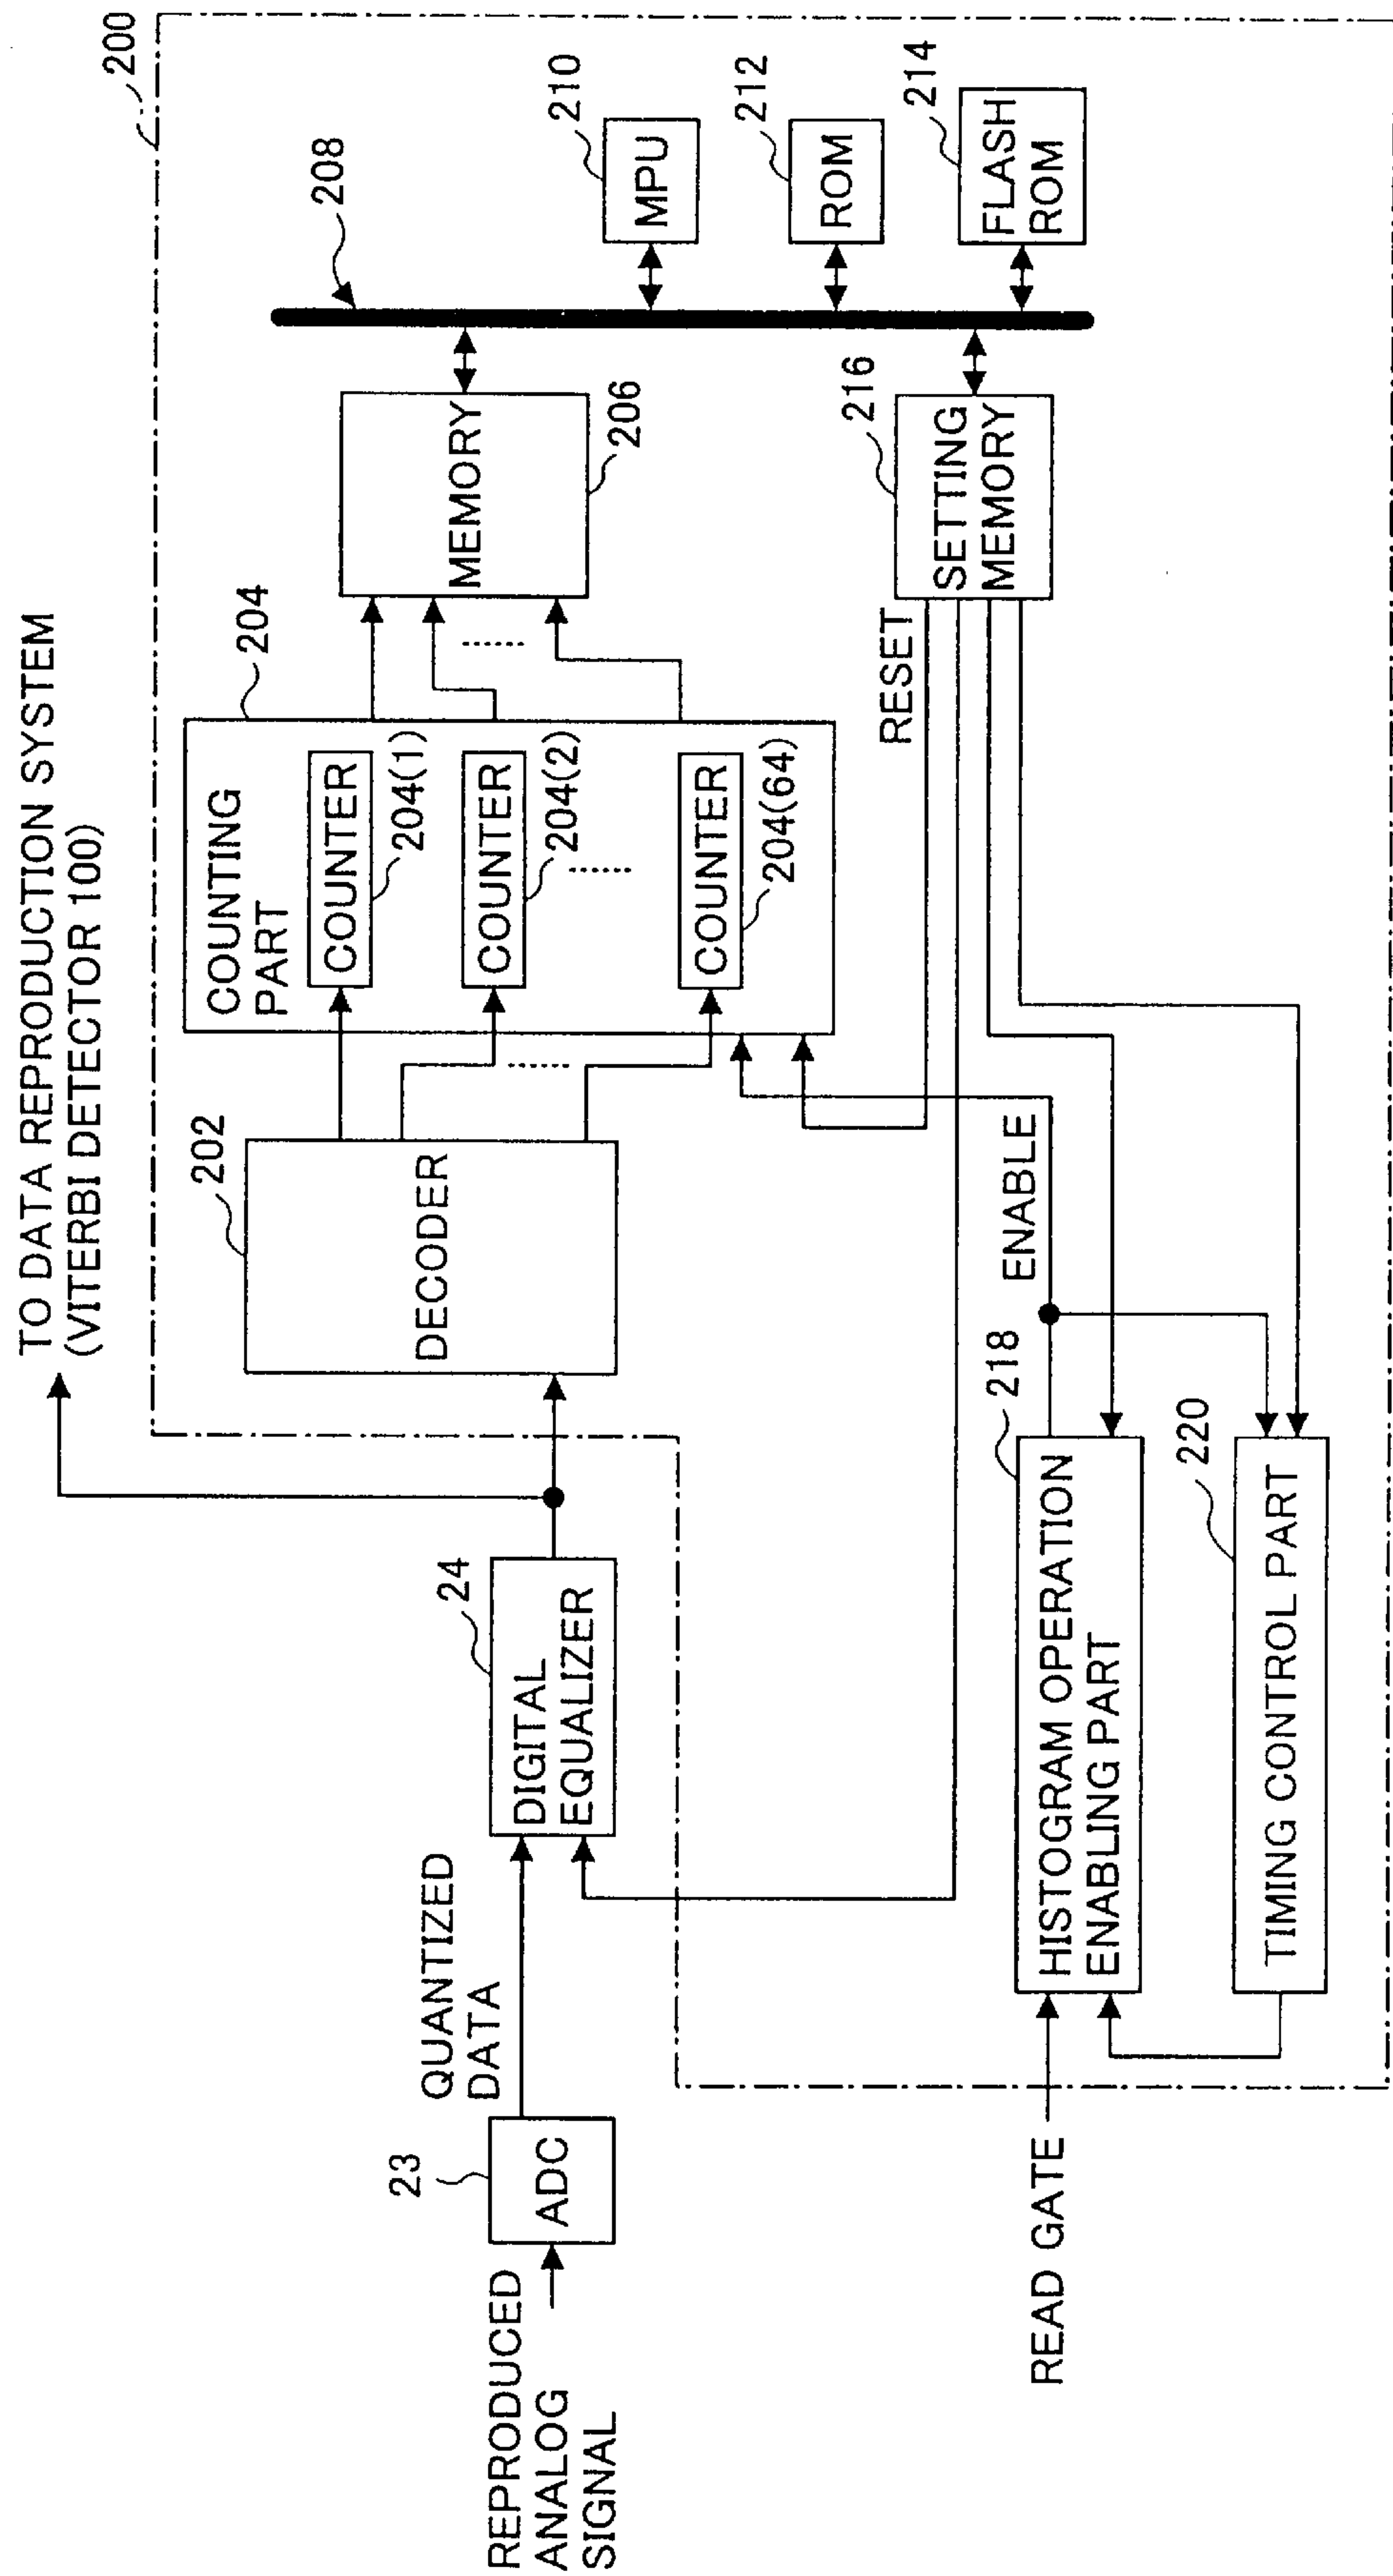 TO DATA REPRODUCTION SYSTEM
(VITERBI DETECTOR 100)
200
REPRODUCED
ANALOG
SIGNAL
23
ADC
QUANTIZED
DATA
24
DIGITAL
EQUALIZER
202
DECODER
204
COUNTING
PART
COUNTER
204(1)
COUNTER
204(2)
COUNTER
204(64)
MEMORY
206
208
210
MPU
212
ROM
214
FLASH
ROM
216
SETTING
MEMORY
RESET
ENABLE
READ GATE
218
HISTOGRAM OPERATION
ENABLING PART
220
TIMING CONTROL PART